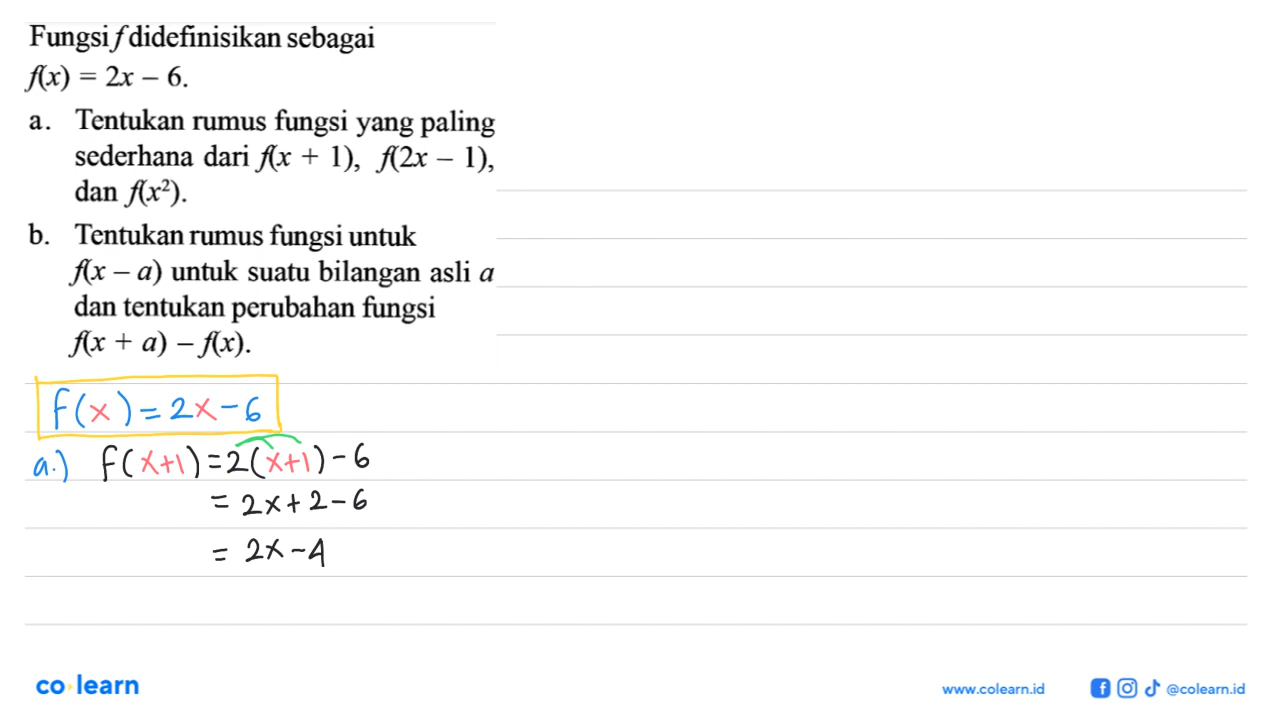 Fungsi f didefinisikan sebagai
f(x) = 2x – 6.
a. Tentukan rumus fungsi yang paling
sederhana dari f(x + 1), f(2x – 1),
dan f(x²).
b. Tentukan rumus fungsi untuk
f(x – a) untuk suatu bilangan asli a
dan tentukan perubahan fungsi
f(x + a) – f(x).
f(x) = 2x – 6
a.) f(x+1) = 2(x+1) – 6
= 2x + 2 – 6
= 2x – 4
co learn
www.colearn.id @colearn.id